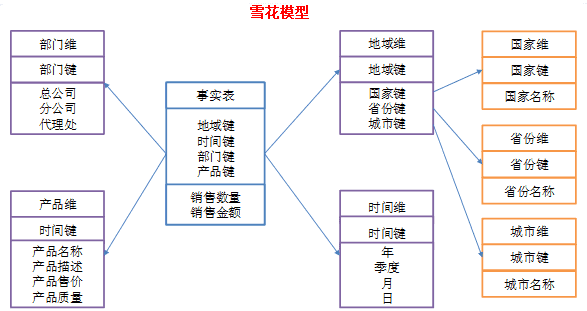 雪花模型
部门维
部门键
总公司
分公司
代理处
产品维
时间键
产品名称
产品描述
产品售价
产品质量
事实表
地域键
时间键
部门键
产品键
销售数量
销售金额
地域维
地域键
国家键
省份键
城市键
时间维
时间键
年
季度
月
日
国家维
国家键
国家名称
省份维
省份键
省份名称
城市维
城市键
城市名称